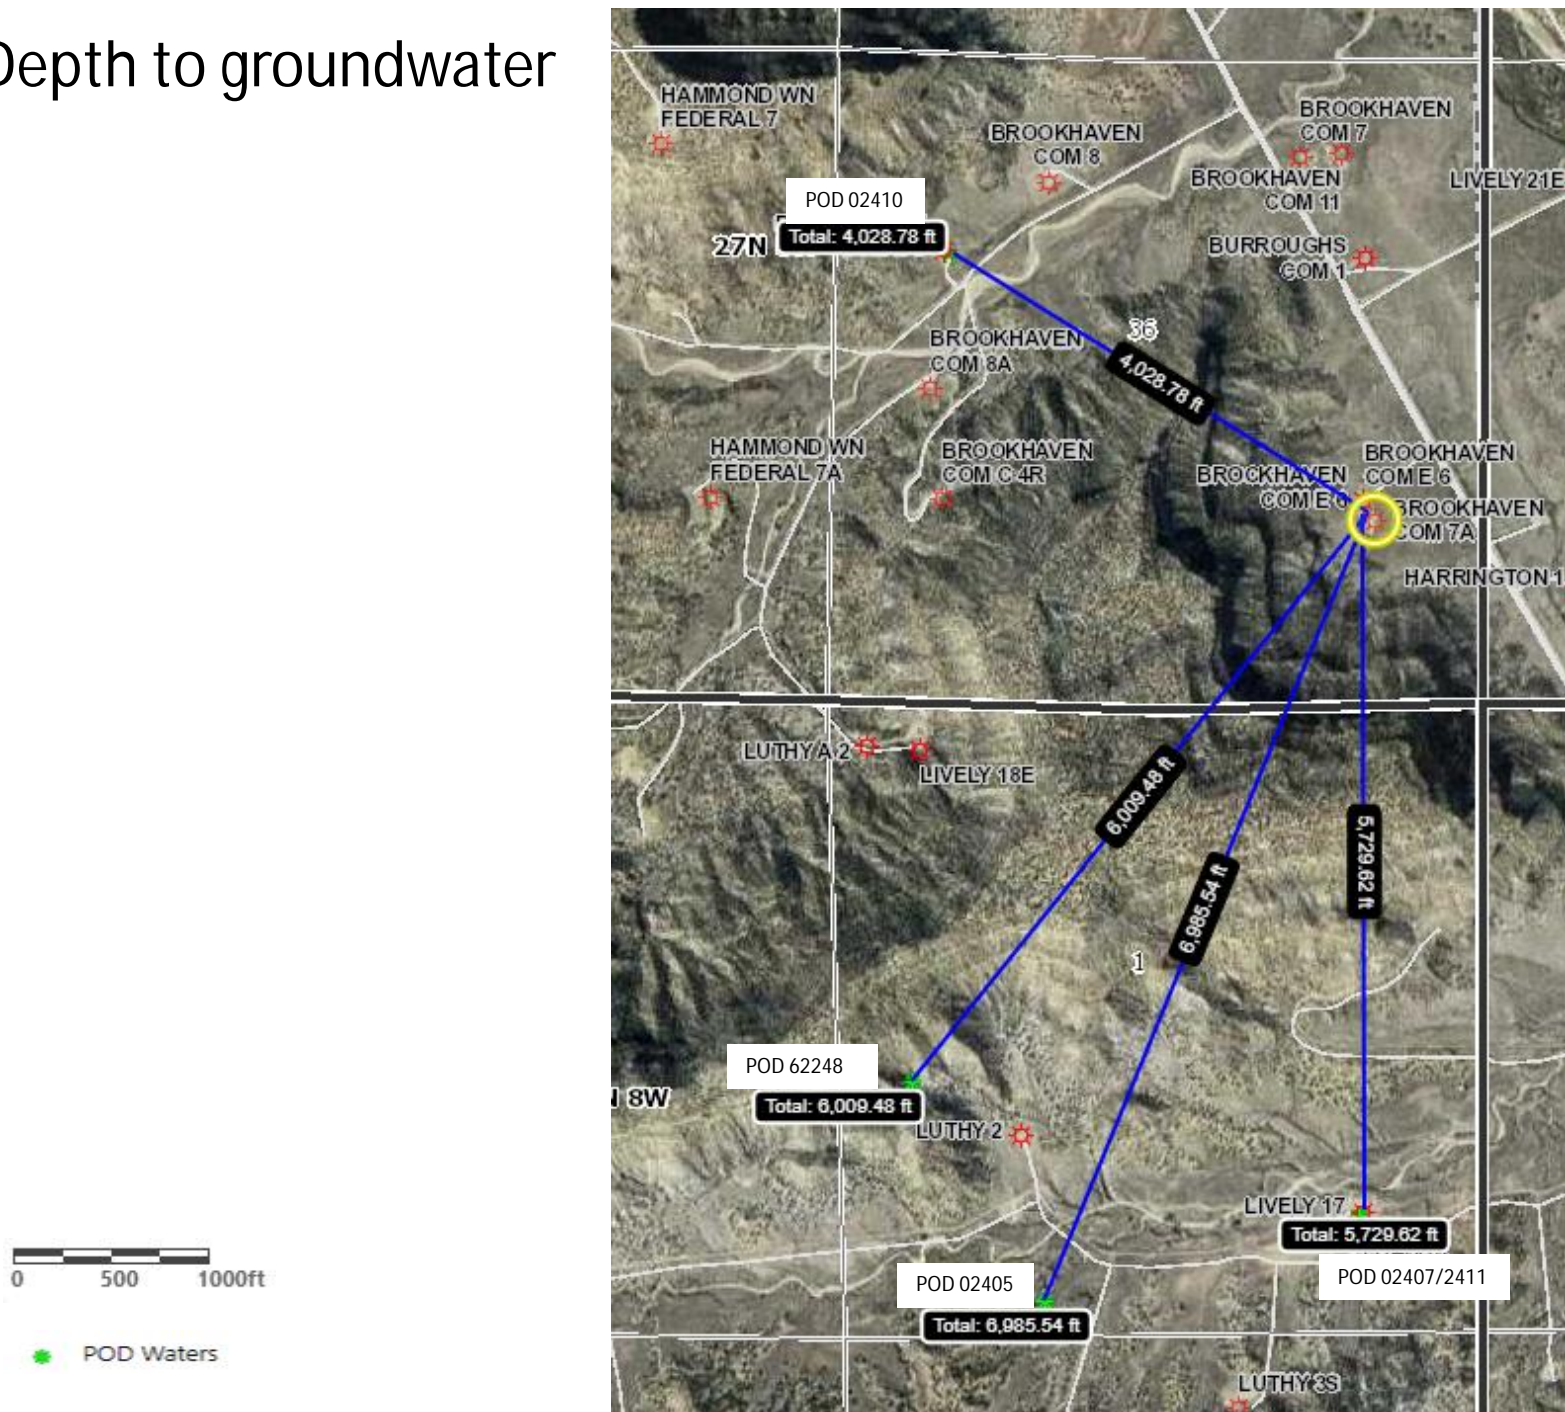 Depth to groundwater
HAMMOND WN
FEDERAL 7
BROOKHAVEN
COM 8
BROOKHAVEN
COM 7
BROOKHAVEN
COM 11
LIVELY 21E
POD 02410
27N
Total: 4,028.78 ft
BURROUGHS
COM 1
36
BROOKHAVEN
COM 8A
4,028.78 ft
HAMMOND WN
FEDERAL 7A
BROOKHAVEN
COM C 4R
BROOKHAVEN
COM E 6
BROOKHAVEN
COM E 6
BROOKHAVEN
COM 7A
HARRINGTON 1
LUTHY A 2
LIVELY 18E
6,009.48 ft
5,729.62 ft
6,985.54 ft
1
POD 62248
N 8W
Total: 6,009.48 ft
LUTHY 2
LIVELY 17
Total: 5,729.62 ft
POD 02405
POD 02407/2411
Total: 6,985.54 ft
LUTHY 3S
0 500 1000ft
POD Waters